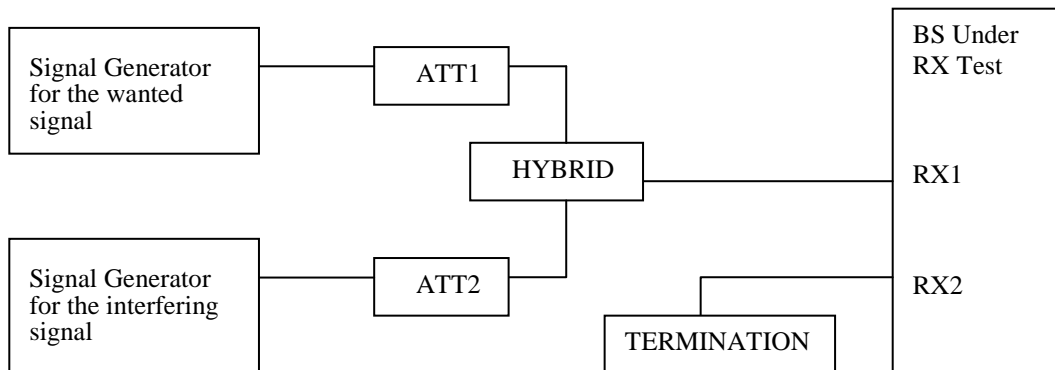 Signal Generator
for the wanted
signal
ATT1
HYBRID
BS Under
RX Test
RX1
Signal Generator
for the interfering
signal
ATT2
RX2
TERMINATION